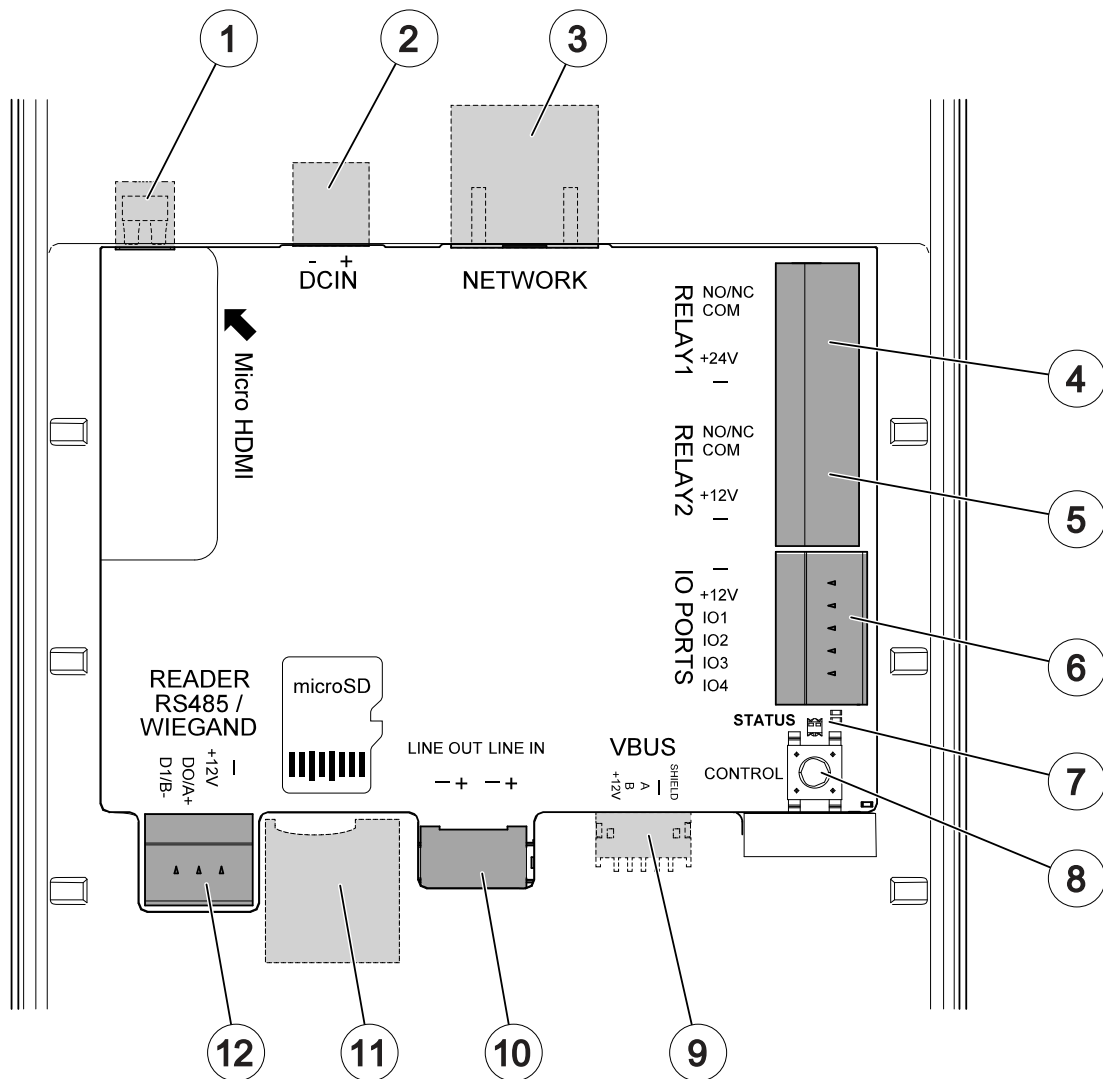 1
2
3
- +
DCIN
NETWORK
RELAY1
NO/NC
COM
+24V
—
4
Micro HDMI
RELAY2
NO/NC
COM
+12V
—
5
IO PORTS
—
+12V
IO1
IO2
IO3
IO4
6
READER
RS485 /
WIEGAND
D1/B-
DO/A+
+12V
—
microSD
LINE OUT LINE IN
— + — +
VBUS
+12V
B
A
—
SHIELD
STATUS
7
CONTROL
8
12
11
10
9